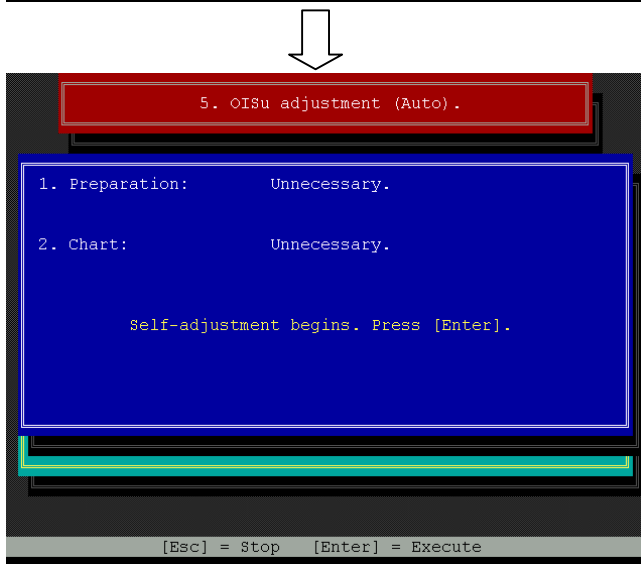 5. OISu adjustment (Auto).
1. Preparation: Unnecessary.
2. Chart: Unnecessary.
Self-adjustment begins. Press [Enter].
[Esc] = Stop [Enter] = Execute